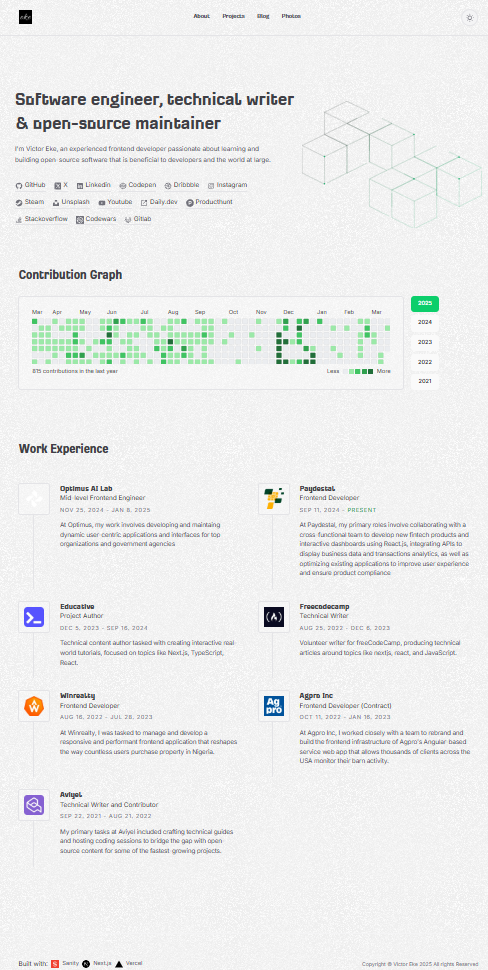 eke
About Projects Blog Photos
Software engineer, technical writer
& open-source maintainer
I'm Victor Eke, an experienced frontend developer passionate about learning and
building open-source software that is beneficial to developers and the world at large.
GitHub X Linkedin Codepen Dribbble Instagram
Steam Unsplash Youtube Daily.dev Producthunt
Stackoverflow Codewars Gitlab
Contribution Graph
Mar Apr May Jun Jul Aug Sep Oct Nov Dec Jan Feb Mar
815 contributions in the last year
Less More
2025
2024
2023
2022
2021
Work Experience
Optimus AI Lab
Mid-level Frontend Engineer
NOV 25, 2024 - JAN 8, 2025
At Optimus, my work involves developing and maintaing
dynamic user-centric applications and interfaces for top
organizations and government agencies
Paydestal
Frontend Developer
SEP 11, 2024 - PRESENT
At Paydestal, my primary roles involve collaborating with a
cross-functional team to develop new fintech products and
interactive dashboards using React.js, integrating APIs to
display business data and transactions analytics, as well as
optimizing existing applications to improve user experience
and ensure product compliance
Educative
Project Author
DEC 5, 2023 - SEP 16, 2024
Technical content author tasked with creating interactive real-
world tutorials, focused on topics like Next.js, TypeScript,
React.
Freecodecamp
Technical Writer
AUG 25, 2022 - DEC 6, 2023
Volunteer writer for freeCodeCamp, producing technical
articles around topics like nextjs, react, and JavaScript.
Winrealty
Frontend Developer
AUG 16, 2022 - JUL 28, 2023
At Winrealty, I was tasked to manage and develop a
responsive and performant frontend application that reshapes
the way countless users purchase property in Nigeria.
Ag
pro
Agpro Inc
Frontend Developer (Contract)
OCT 11, 2022 - JAN 16, 2023
At Agpro Inc, I worked closely with a team to rebrand and
build the frontend infrastructure of Agpro's Angular based
service web app that allows thousands of clients across the
USA monitor their barn activity.
Aviyel
Technical Writer and Contributor
SEP 22, 2021 - AUG 21, 2022
My primary tasks at Aviyel included crafting technical guides
and hosting coding sessions to bridge the gap with open-
source content for some of the fastest-growing projects.
Built with: Sanity Next.js Vercel
Copyright © Victor Eke 2025 All rights Reserved